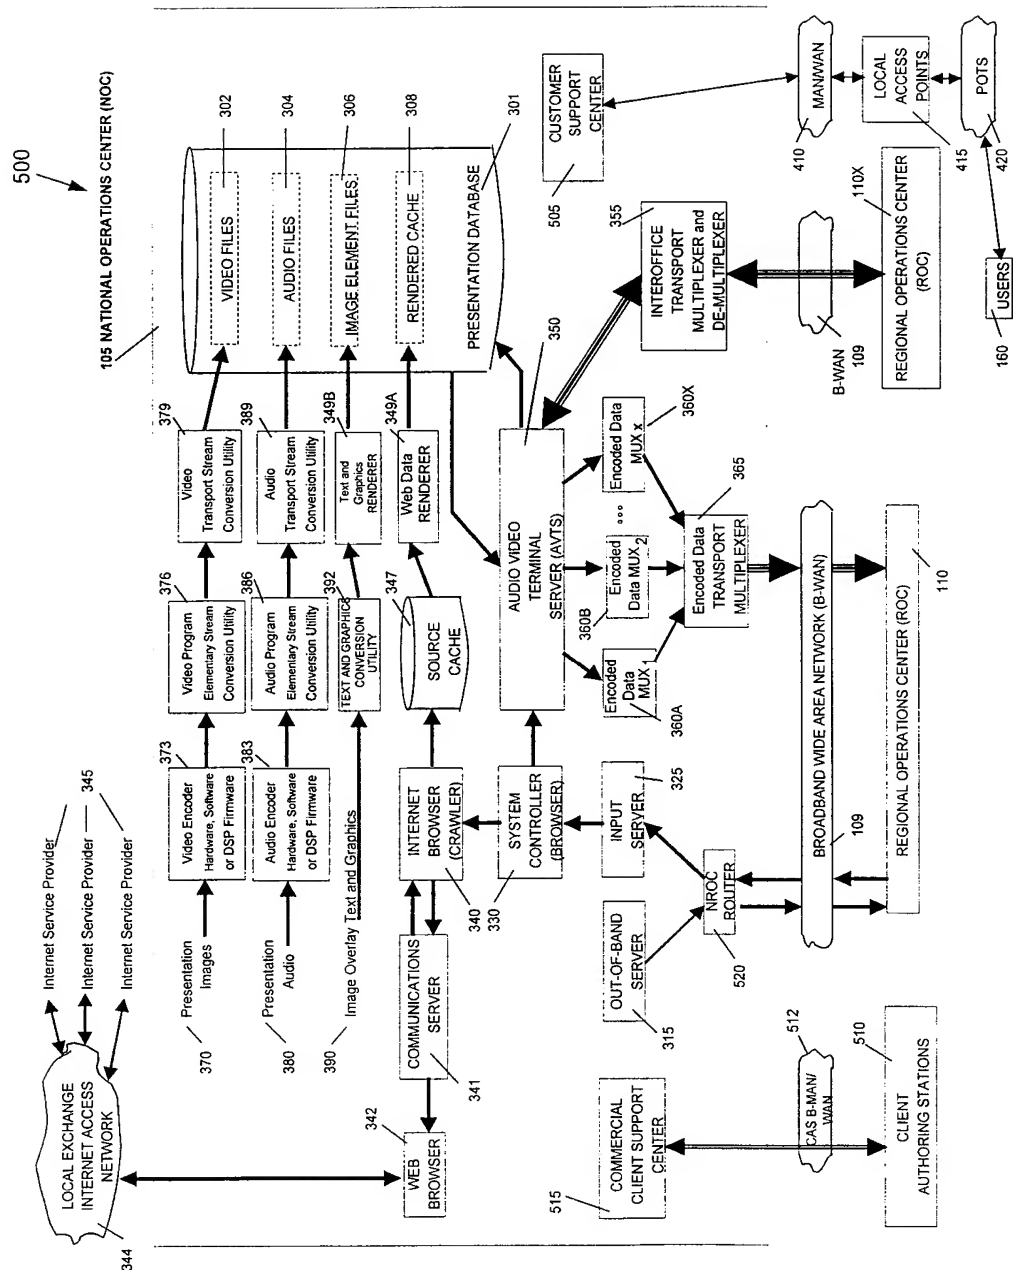 500
105 NATIONAL OPERATIONS CENTER (NOC)
LOCAL EXCHANGE
INTERNET ACCESS
NETWORK
344
Internet Service Provider
Internet Service Provider
Internet Service Provider
345
Presentation
Images
370
Video Encoder
Hardware, Software
or DSP Firmware
373
Video Program
Elementary Stream
Conversion Utility
376
Video
Transport Stream
Conversion Utility
379
VIDEO FILES
302
Presentation
Audio
380
Audio Encoder
Hardware, Software
or DSP Firmware
383
Audio Program
Elementary Stream
Conversion Utility
386
Audio
Transport Stream
Conversion Utility
389
AUDIO FILES
304
390
Image Overlay Text and Graphics
TEXT AND GRAPHICS
CONVERSION
UTILITY
392
Text and
Graphics
RENDERER
349B
IMAGE ELEMENT FILES
306
WEB
BROWSER
342
COMMUNICATIONS
SERVER
341
INTERNET
BROWSER
(CRAWLER)
340
SOURCE
CACHE
347
Web Data
RENDERER
349A
RENDERED CACHE
308
PRESENTATION DATABASE
301
SYSTEM
CONTROLLER
(BROWSER)
330
AUDIO VIDEO
TERMINAL
SERVER (AVTS)
350
CUSTOMER
SUPPORT
CENTER
505
OUT-OF-BAND
SERVER
315
INPUT
SERVER
325
Encoded
Data
MUX 1
360A
Encoded
Data MUX 2
360B
...
Encoded Data
MUX x
360X
INTEROFFICE
TRANSPORT
MULTIPLEXER and
DE-MULTIPLEXER
355
COMMERCIAL
CLIENT SUPPORT
CENTER
515
NROC
ROUTER
520
Encoded Data
TRANSPORT
MULTIPLEXER
365
CAS B-MAN/
WAN
512
BROADBAND WIDE AREA NETWORK (B-WAN)
109
B-WAN
109
MAN/WAN
410
CLIENT
AUTHORING STATIONS
510
REGIONAL OPERATIONS CENTER (ROC)
110
REGIONAL OPERATIONS CENTER
(ROC)
110X
LOCAL
ACCESS
POINTS
415
POTS
420
USERS
160